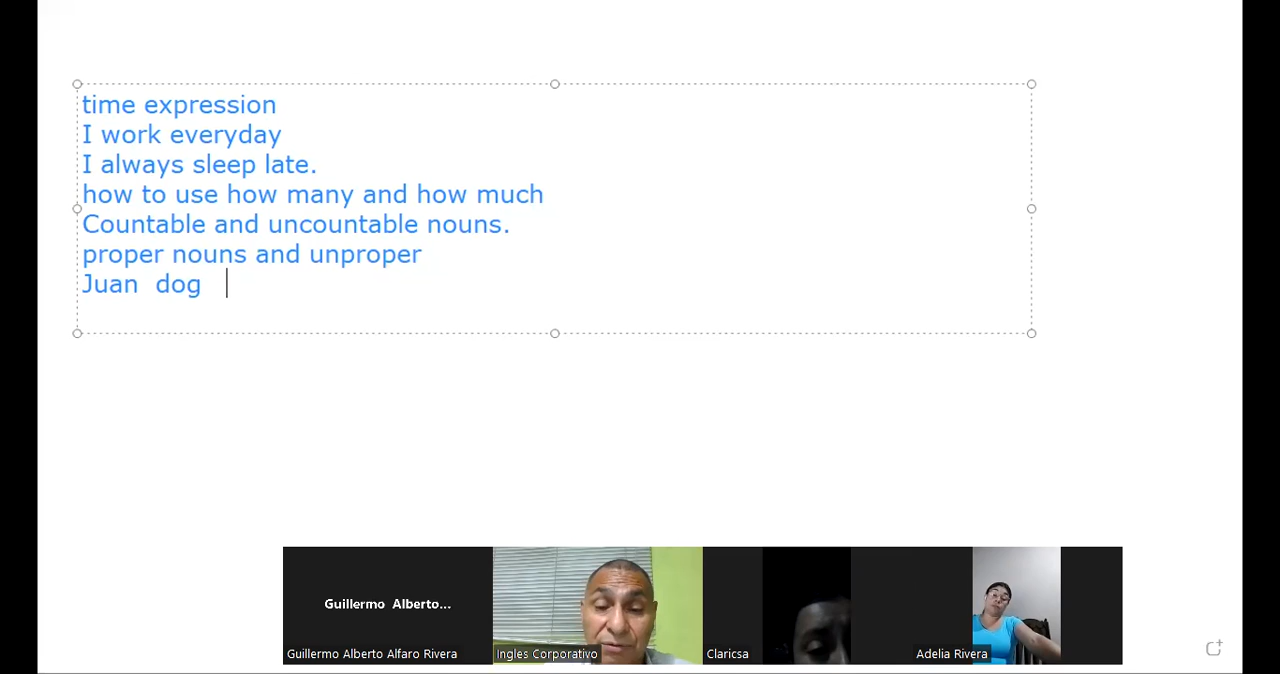 time expression
I work everyday
I always sleep late.
how to use how many and how much
Countable and uncountable nouns.
proper nouns and unproper
Juan dog
Guillermo Alberto...
Guillermo Alberto Alfaro Rivera
Ingles Corporativo
Claricsa
Adelia Rivera